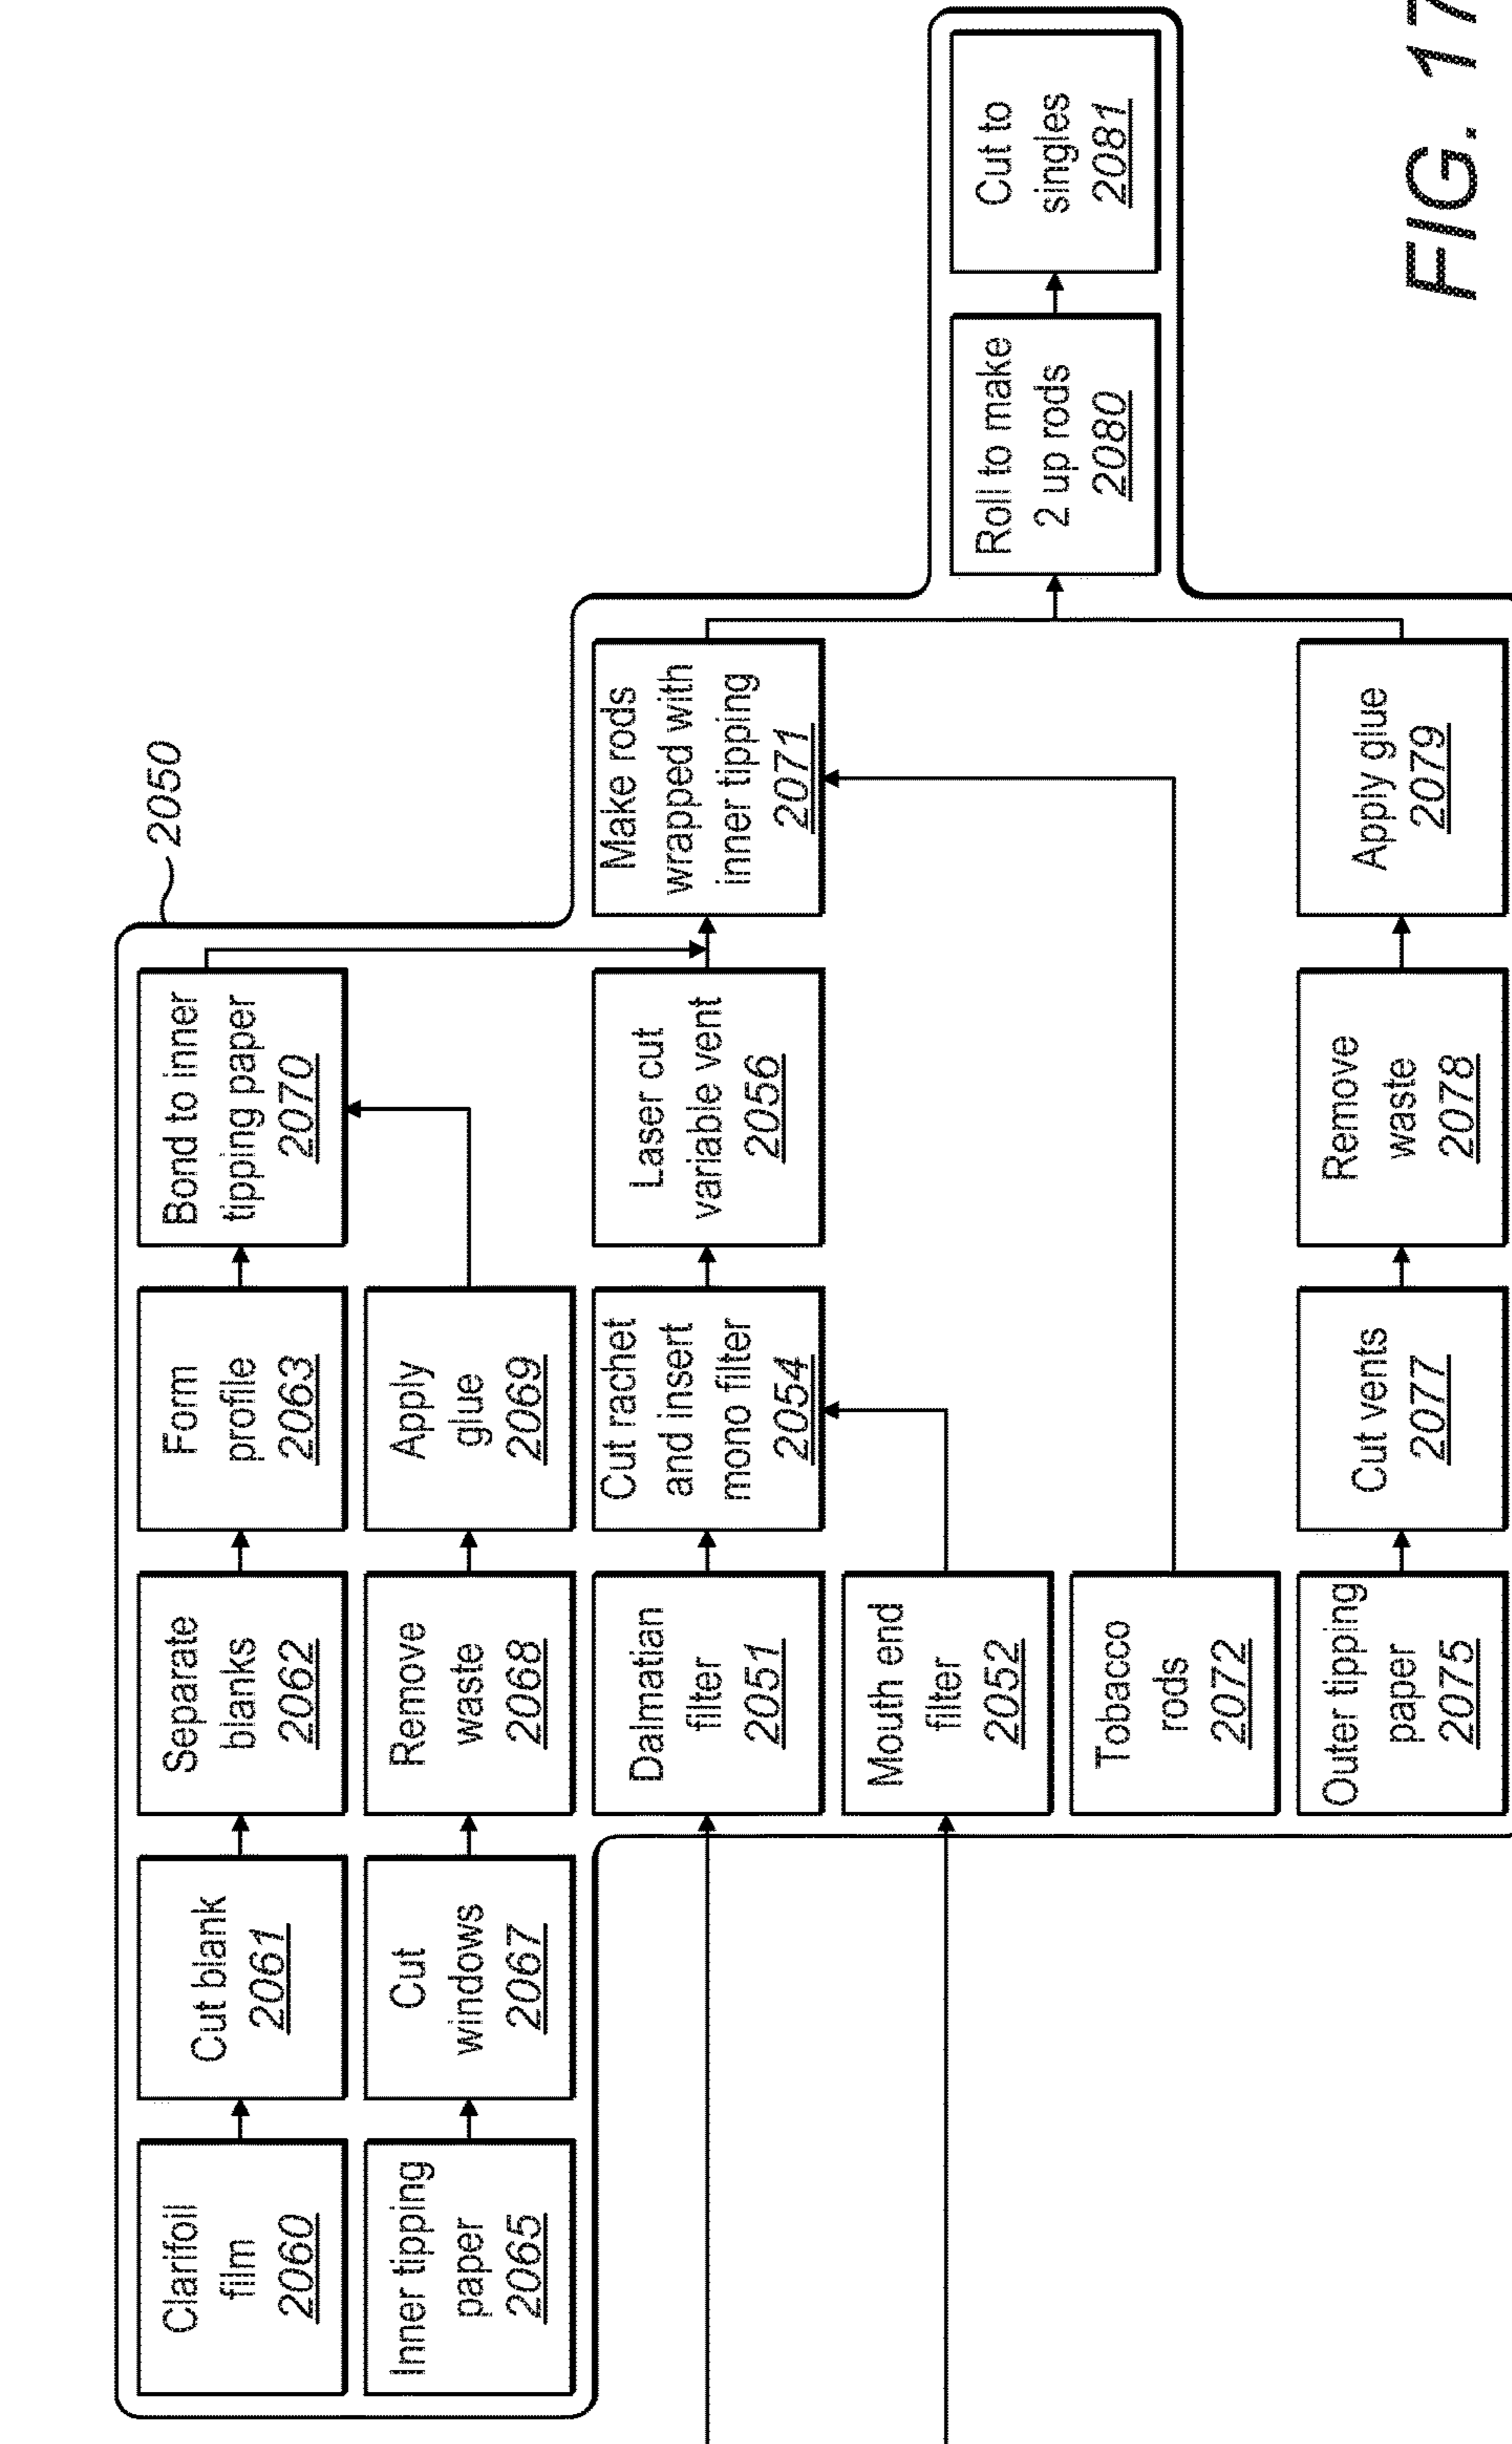 2050
Clarifoil
film
2060
Cut blank
2061
Separate
blanks
2062
Form
profile
2063
Bond to inner
tipping paper
2070
Inner tipping
paper
2065
Cut
windows
2067
Remove
waste
2068
Apply
glue
2069
Dalmatian
filter
2051
Cut rachet
and insert
mono filter
2054
Laser cut
variable vent
2056
Make rods
wrapped with
inner tipping
2071
Mouth end
filter
2052
Tobacco
rods
2072
Roll to make
2 up rods
2080
Cut to
singles
2081
Outer tipping
paper
2075
Cut vents
2077
Remove
waste
2078
Apply glue
2079
FIG. 17